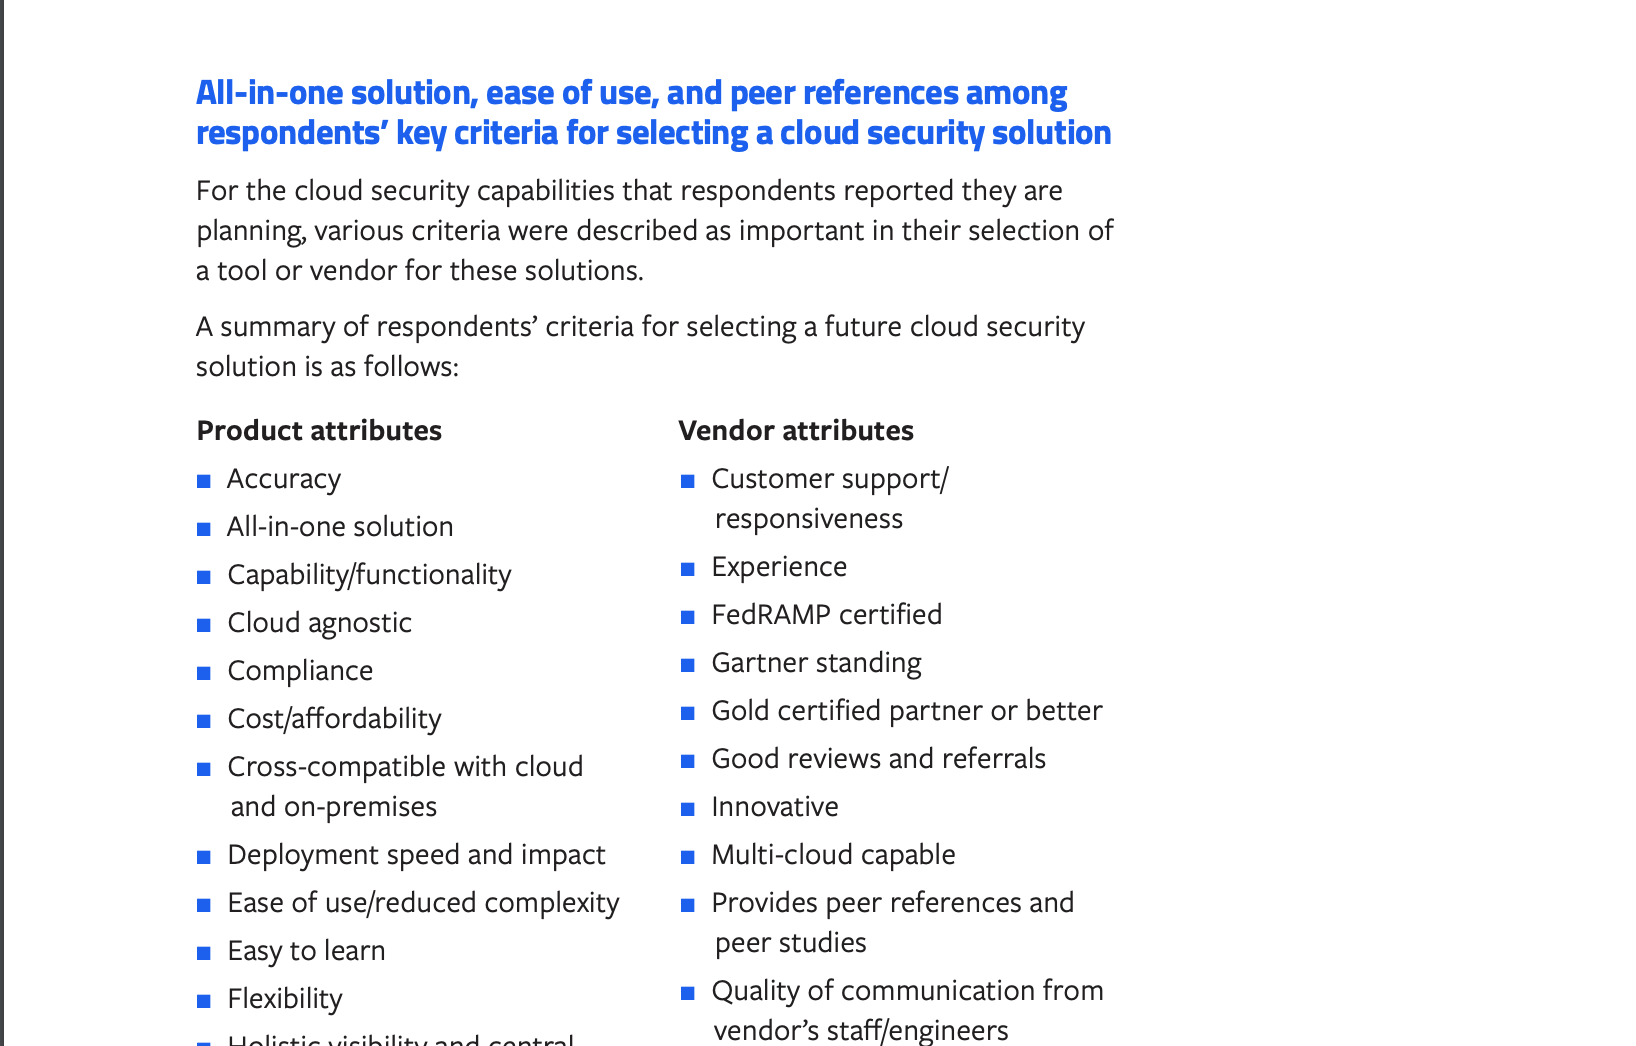 All-in-one solution, ease of use, and peer references among
respondents’ key criteria for selecting a cloud security solution
For the cloud security capabilities that respondents reported they are
planning, various criteria were described as important in their selection of
a tool or vendor for these solutions.
A summary of respondents’ criteria for selecting a future cloud security
solution is as follows:
Product attributes
■ Accuracy
■ All-in-one solution
■ Capability/functionality
■ Cloud agnostic
■ Compliance
■ Cost/affordability
■ Cross-compatible with cloud
and on-premises
■ Deployment speed and impact
■ Ease of use/reduced complexity
■ Easy to learn
■ Flexibility
■ Holistic visibility and central
Vendor attributes
■ Customer support/
responsiveness
■ Experience
■ FedRAMP certified
■ Gartner standing
■ Gold certified partner or better
■ Good reviews and referrals
■ Innovative
■ Multi-cloud capable
■ Provides peer references and
peer studies
■ Quality of communication from
vendor’s staff/engineers